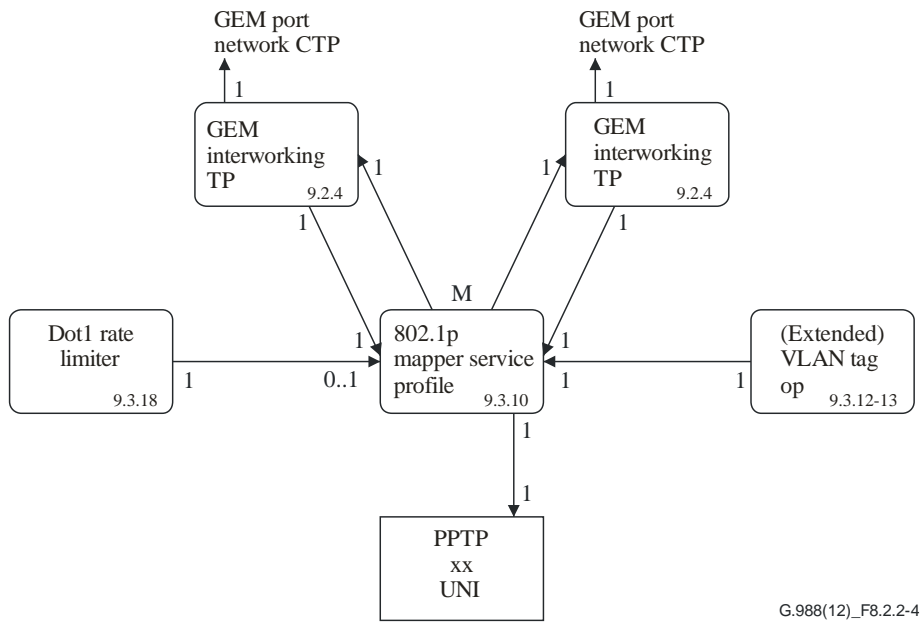 GEM port
network CTP
GEM port
network CTP
1
1
GEM
interworking
TP
9.2.4
GEM
interworking
TP
9.2.4
1
1
1
1
M
Dot1 rate
limiter
9.3.18
1
0..1
1
802.1p
mapper service
profile
9.3.10
1
1
1
(Extended)
VLAN tag
op
9.3.12-13
1
1
PPTP
xx
UNI
G.988(12)_F8.2.2-4